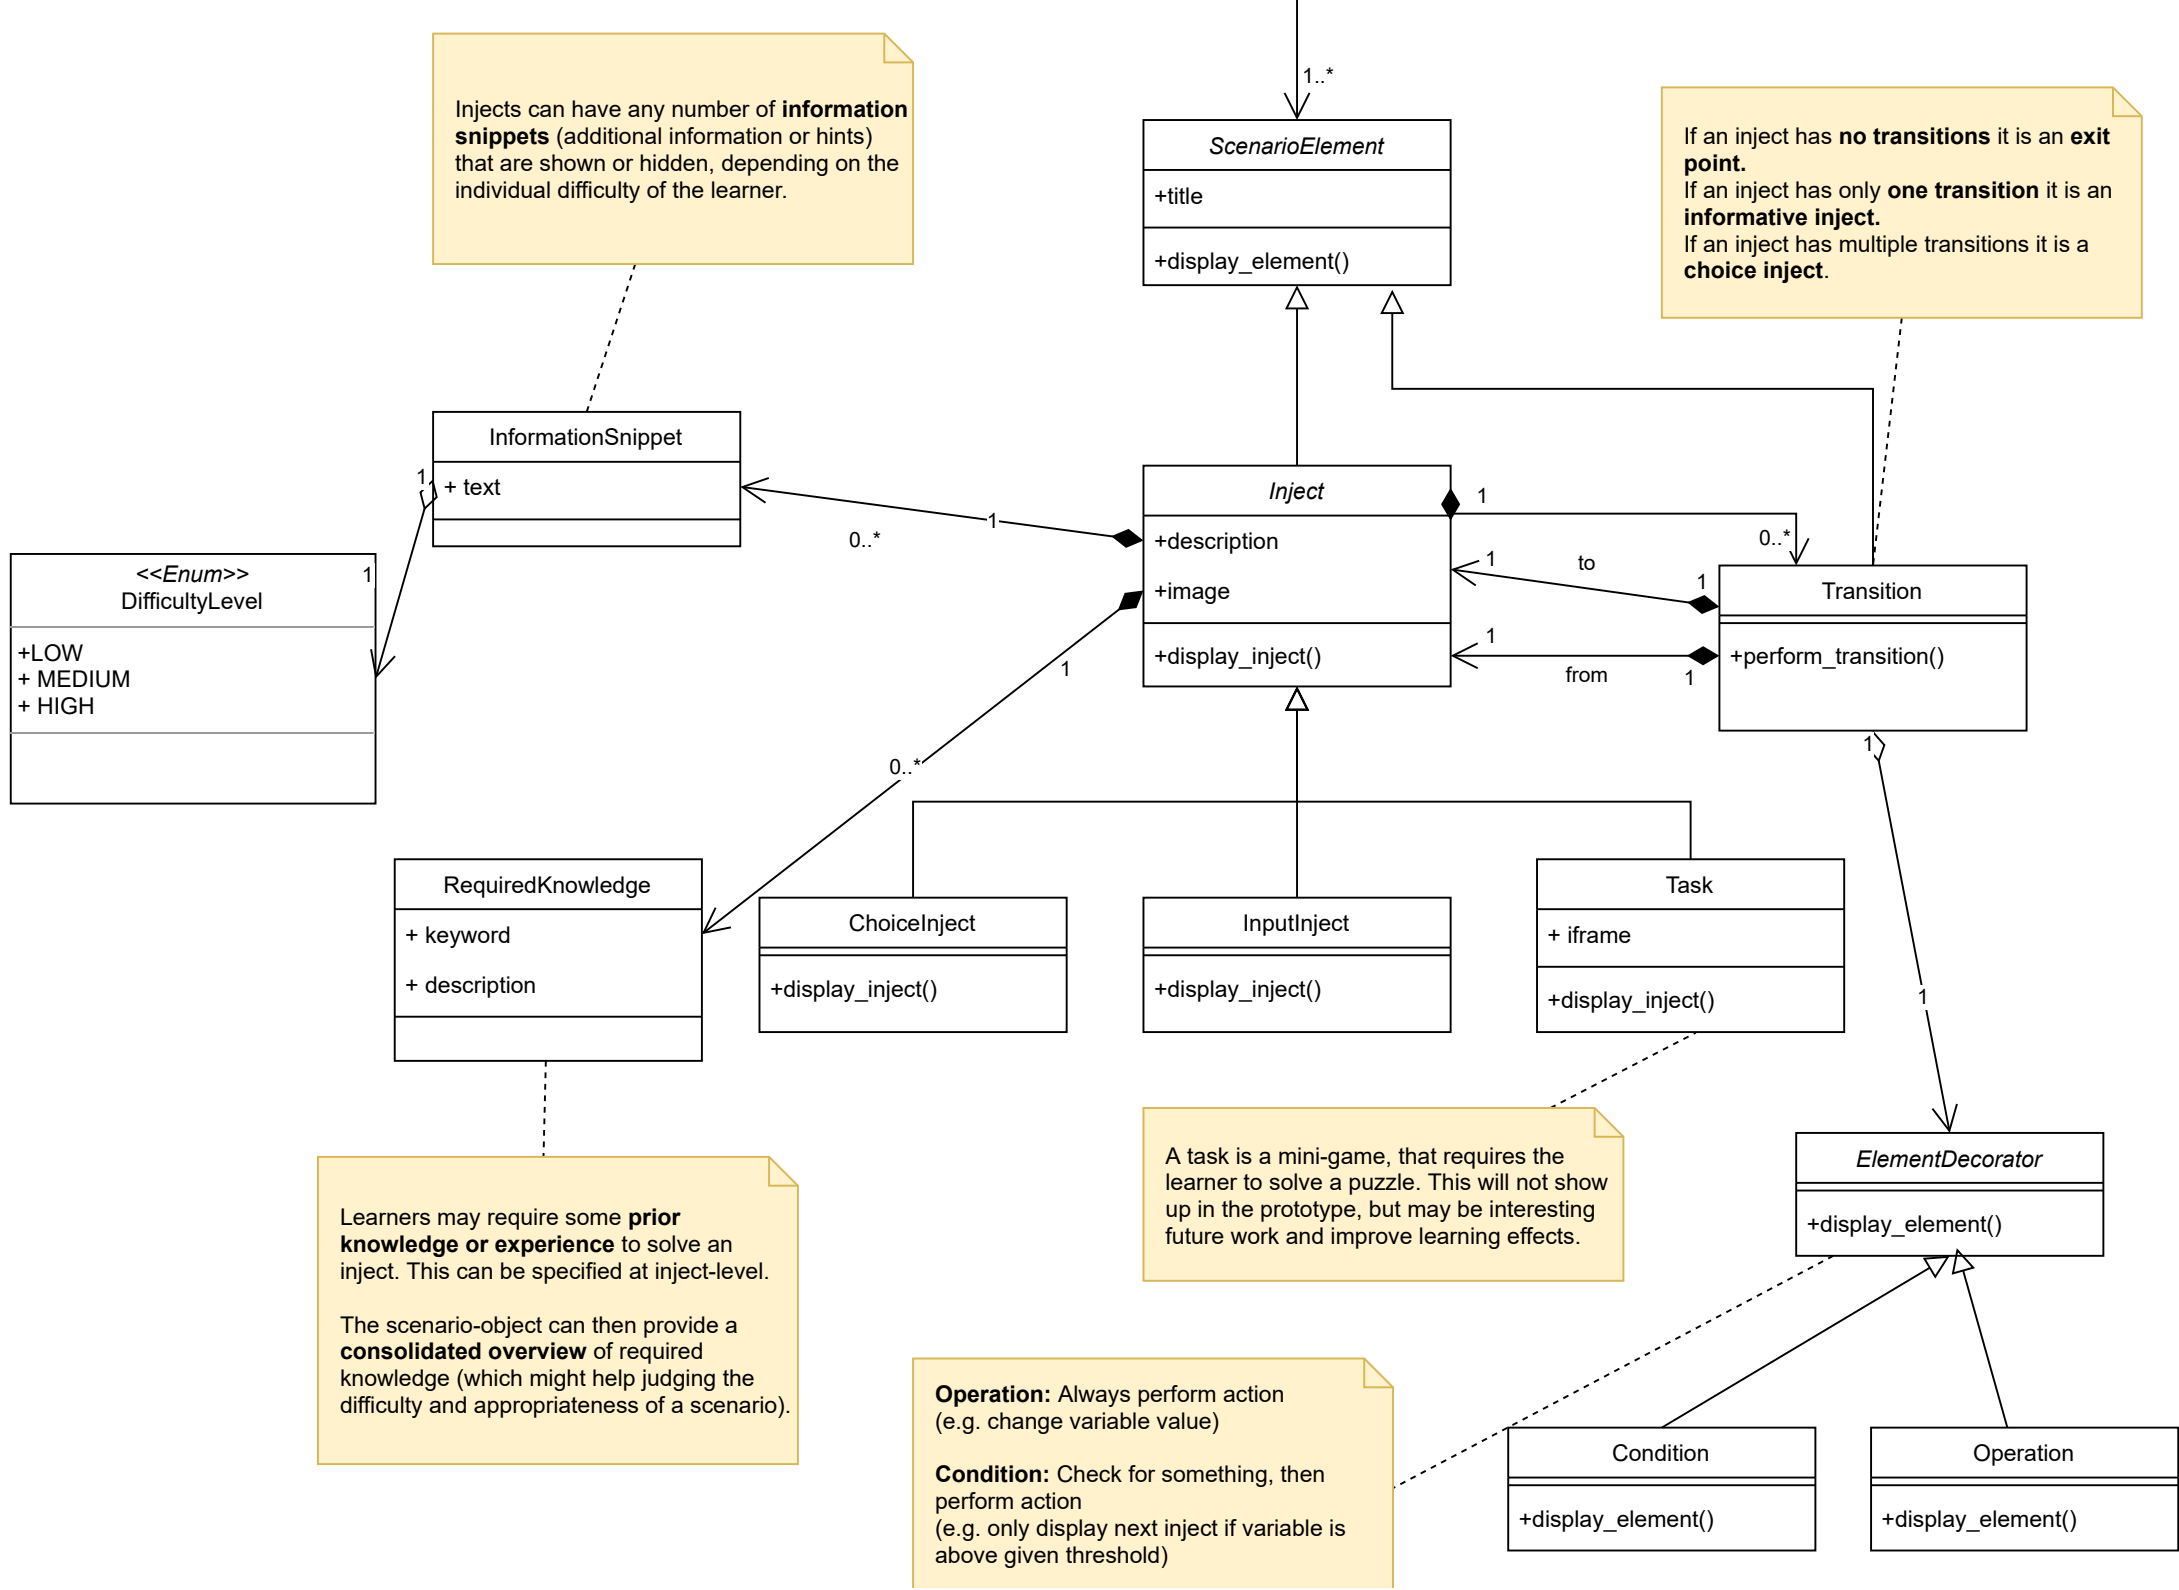 1..*
Injects can have any number of information
snippets (additional information or hints)
that are shown or hidden, depending on the
individual difficulty of the learner.
ScenarioElement
+title
+display_element()
If an inject has no transitions it is an exit
point.
If an inject has only one transition it is an
informative inject.
If an inject has multiple transitions it is a
choice inject.
InformationSnippet
+ text
1
1
0..*
<<Enum>>
DifficultyLevel
1
+LOW
+ MEDIUM
+ HIGH
Inject
+description
+image
+display_inject()
1
0..*
1
to
1
1
from
1
Transition
+perform_transition()
1
0..*
1
1
RequiredKnowledge
+ keyword
+ description
ChoiceInject
+display_inject()
InputInject
+display_inject()
Task
+ iframe
+display_inject()
Learners may require some prior
knowledge or experience to solve an
inject. This can be specified at inject-level.
The scenario-object can then provide a
consolidated overview of required
knowledge (which might help judging the
difficulty and appropriateness of a scenario).
A task is a mini-game, that requires the
learner to solve a puzzle. This will not show
up in the prototype, but may be interesting
future work and improve learning effects.
ElementDecorator
+display_element()
Operation: Always perform action
(e.g. change variable value)
Condition: Check for something, then
perform action
(e.g. only display next inject if variable is
above given threshold)
Condition
+display_element()
Operation
+display_element()